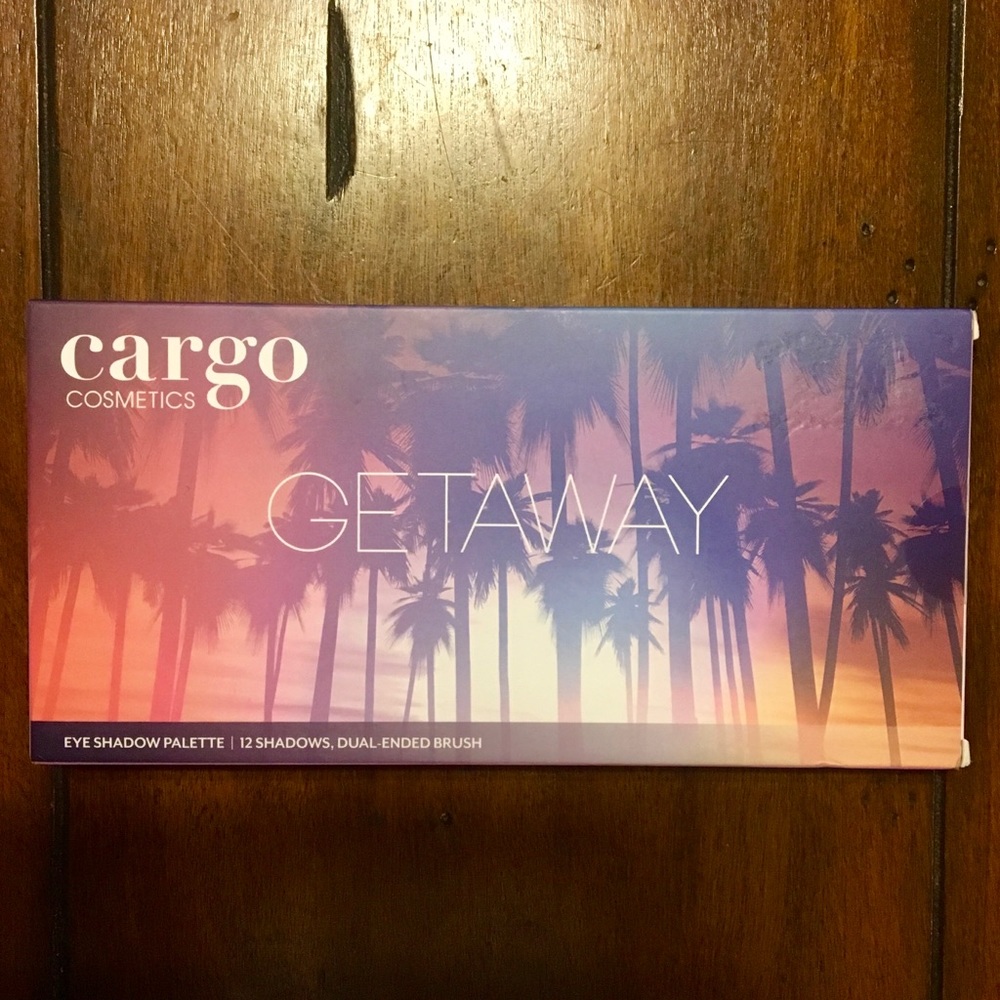 cargo
COSMETICS
GETAWAY
EYE SHADOW PALETTE | 12 SHADOWS, DUAL-ENDED BRUSH